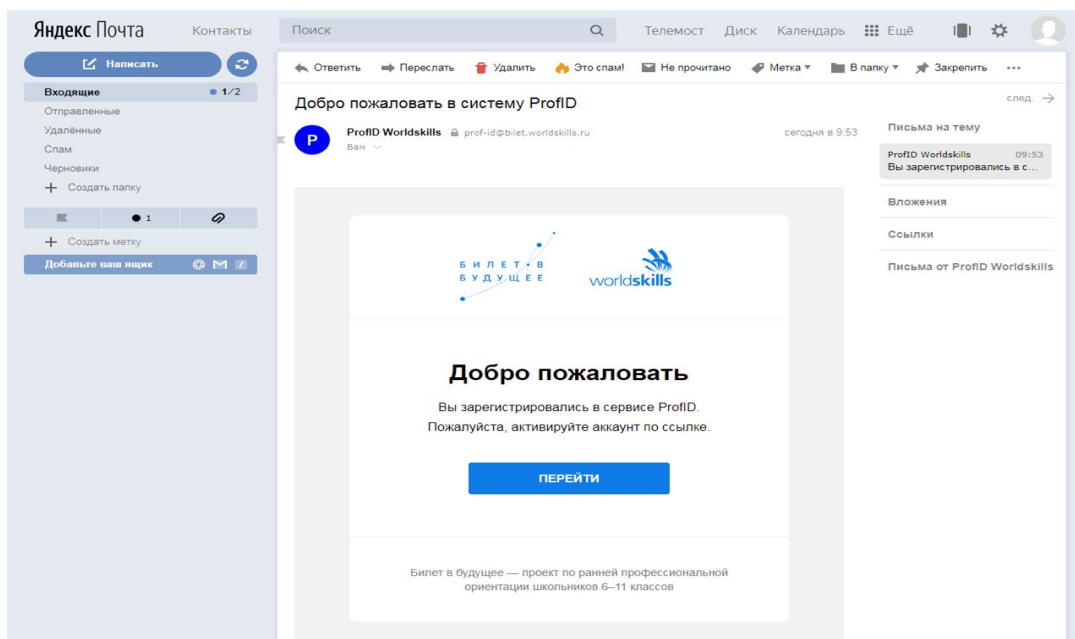 Яндекс Почта
Контакты
Поиск
Телемост Диск Календарь Ещё
Написать
Ответить Переслать Удалить Это спам! Не прочитано Метка В папку Закрепить ...
Входящие 1/2
Отправленные
Удалённые
Спам
Черновики
+ Создать папку
1
+ Создать метку
Добавьте ваш ящик
Добро пожаловать в систему ProfID
след. →
P
ProfID Worldskills prof-id@bilet.worldskills.ru сегодня в 9:53
Вам
Письма на тему
ProfID Worldskills 09:53
Вы зарегистрировались в с...
Вложения
Ссылки
Письма от ProfID Worldskills
БИЛЕТ В
БУДУЩЕЕ
worldskills
Добро пожаловать
Вы зарегистрировались в сервисе ProfID.
Пожалуйста, активируйте аккаунт по ссылке.
ПЕРЕЙТИ
Билет в будущее — проект по ранней профессиональной
ориентации школьников 6–11 классов